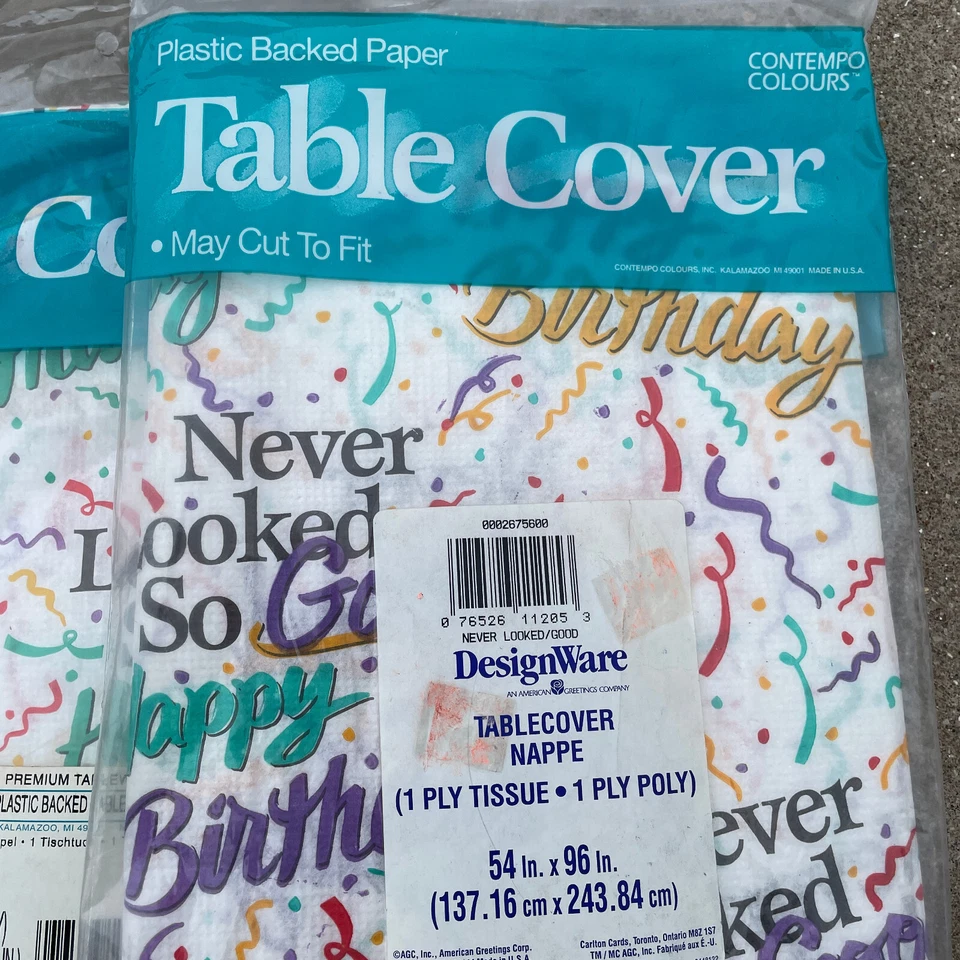 Plastic Backed Paper
CONTEMPO
COLOURS™
Table Cover
• May Cut To Fit
CONTEMPO COLOURS, INC. KALAMAZOO MI 49001 MADE IN U.S.A.
Birthday
Never
Looked
So
Happy
Birth
0002675600
0 76526 11205 3
NEVER LOOKED/GOOD
DesignWare
AN AMERICAN GREETINGS COMPANY
TABLECOVER
NAPPE
(1 PLY TISSUE • 1 PLY POLY)
54 In. x 96 In.
(137.16 cm x 243.84 cm)
©AGC, Inc., American Greetings Corp.
Carlton Cards, Toronto, Ontario M8Z 1S7
TM / MC AGC, Inc. Fabriqué aux É.-U.
ever
ked
Co
PREMIUM TA
PLASTIC BACKED
KALAMAZOO, MI 49
pel • 1 Tischtuc